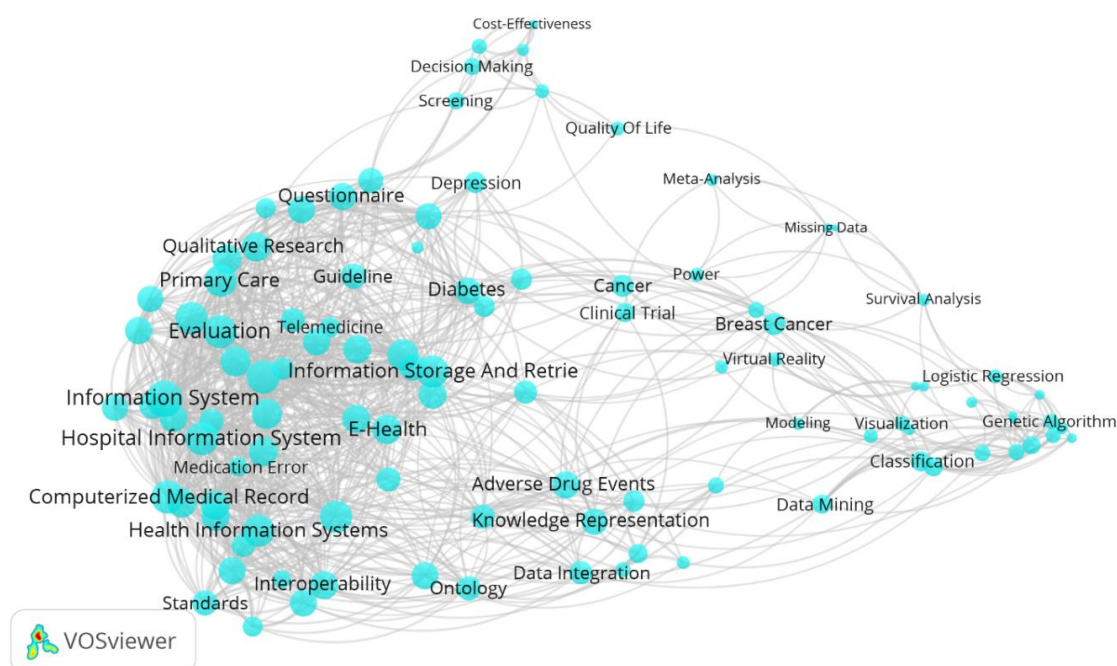 Cost-Effectiveness
Decision Making
Screening
Quality Of Life
Depression
Meta-Analysis
Questionnaire
Missing Data
Qualitative Research
Primary Care
Guideline
Power
Diabetes
Cancer
Survival Analysis
Clinical Trial
Breast Cancer
Evaluation
Telemedicine
Virtual Reality
Information Storage And Retrie
Logistic Regression
Information System
Genetic Algorithm
Modeling
Visualization
E-Health
Hospital Information System
Classification
Medication Error
Adverse Drug Events
Computerized Medical Record
Data Mining
Knowledge Representation
Health Information Systems
Data Integration
Interoperability
Ontology
Standards
VOSviewer